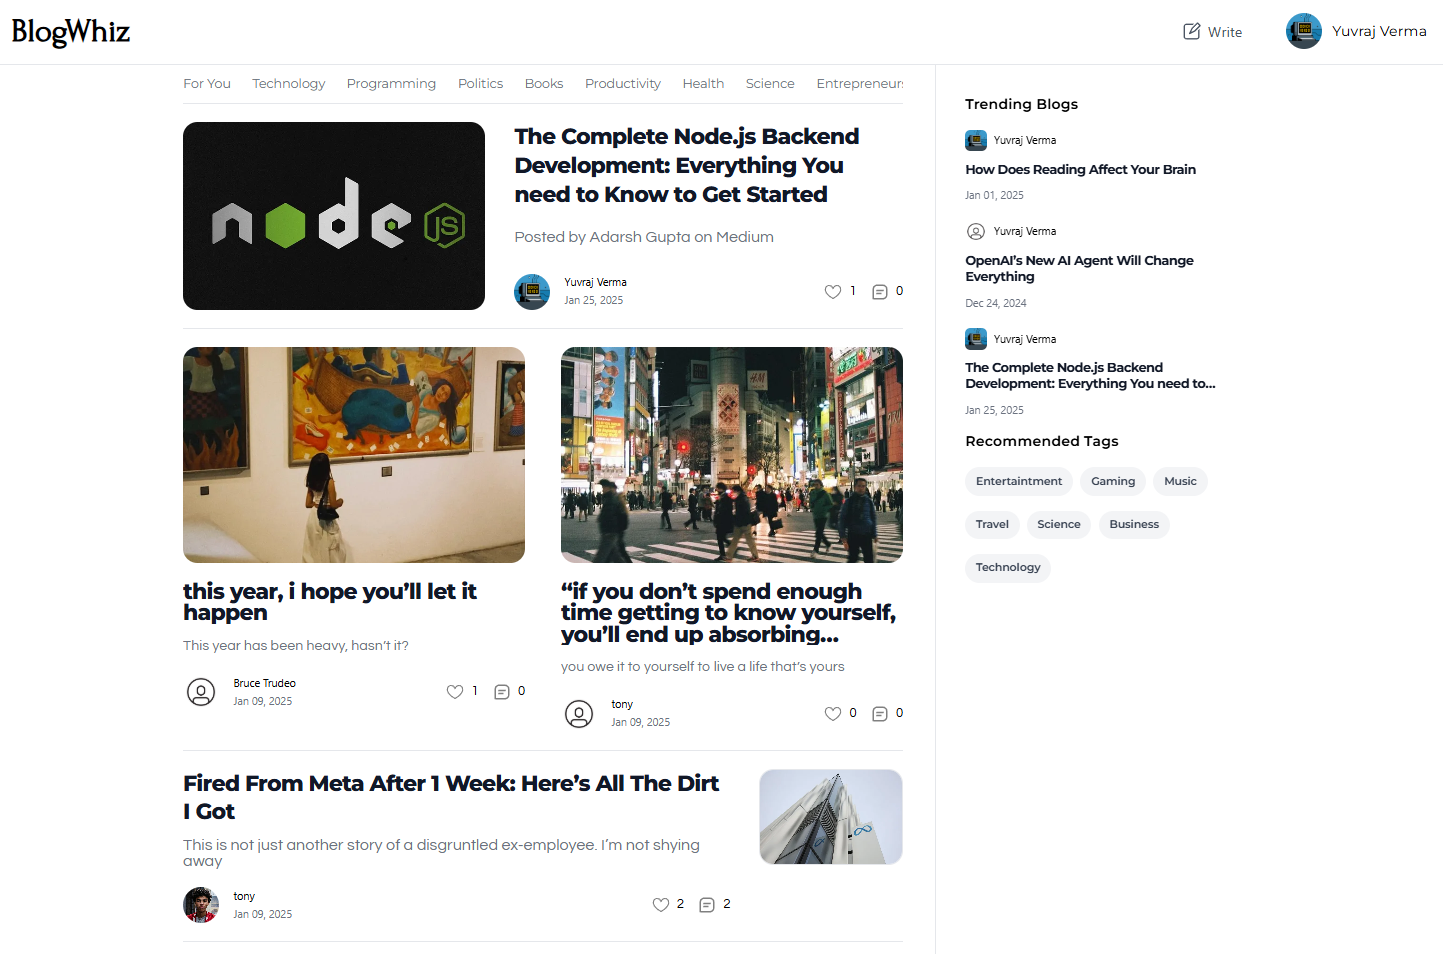 BlogWhiz
Write
Yuvraj Verma
For You Technology Programming Politics Books Productivity Health Science Entrepreneurs
node JS
The Complete Node.js Backend
Development: Everything You
need to Know to Get Started
Posted by Adarsh Gupta on Medium
Yuvraj Verma
Jan 25, 2025
1 0
this year, i hope you’ll let it
happen
This year has been heavy, hasn’t it?
Bruce Trudeo
Jan 09, 2025
1 0
H&M
“if you don’t spend enough
time getting to know yourself,
you’ll end up absorbing...
you owe it to yourself to live a life that’s yours
tony
Jan 09, 2025
0 0
Fired From Meta After 1 Week: Here’s All The Dirt
I Got
This is not just another story of a disgruntled ex-employee. I’m not shying
away
tony
Jan 09, 2025
2 2
Trending Blogs
Yuvraj Verma
How Does Reading Affect Your Brain
Jan 01, 2025
Yuvraj Verma
OpenAI’s New AI Agent Will Change
Everything
Dec 24, 2024
Yuvraj Verma
The Complete Node.js Backend
Development: Everything You need to...
Jan 25, 2025
Recommended Tags
Entertaintment Gaming Music
Travel Science Business
Technology